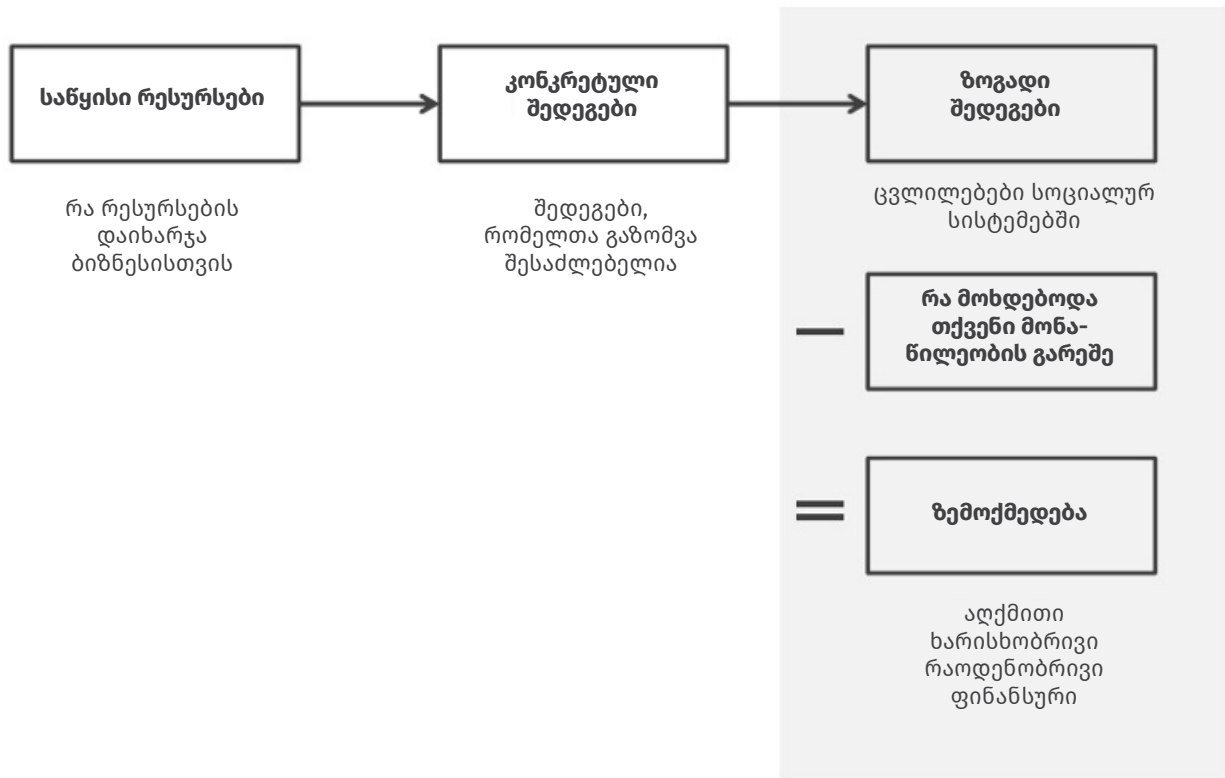 საწყისი რესურსები
რა რესურსების
დაიხარჯა
ბიზნესისთვის
კონკრეტული
შედეგები
შედეგები,
რომელთა გაზომვა
შესაძლებელია
ზოგადი
შედეგები
ცვლილებები სოციალურ
სისტემებში
რა მოხდებოდა
თქვენი მონა-
წილეობის გარეშე
ზემოქმედება
აღქმითი
ხარისხობრივი
რაოდენობრივი
ფინანსური